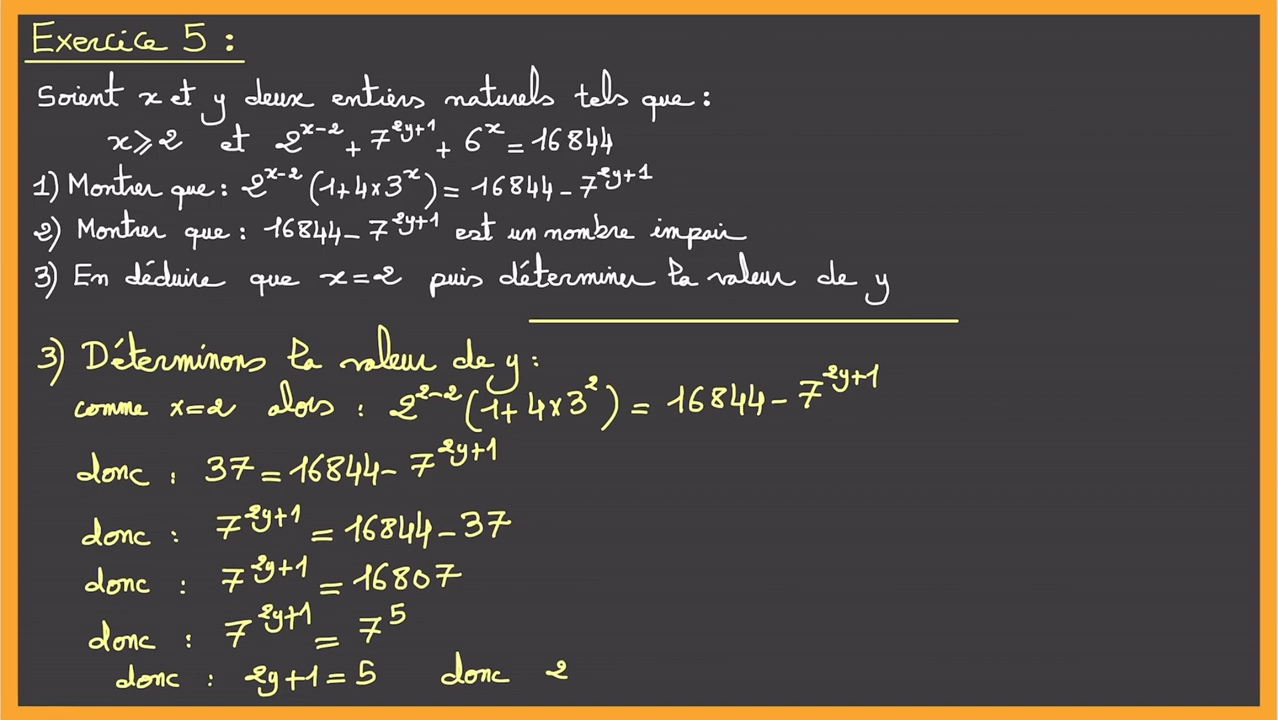 Exercice 5 :
Soient x et y deux entiers naturels tels que :
x ⩾ 2 et 2^{x-2} + 7^{2y+1} + 6^x = 16844
1) Montrer que : 2^{x-2} (1+4×3^x) = 16844 - 7^{2y+1}
2) Montrer que : 16844 - 7^{2y+1} est un nombre impair
3) En déduire que x=2 puis déterminer la valeur de y
3) Déterminons la valeur de y :
comme x=2 alors : 2^{2-2} (1+4×3^2) = 16844 - 7^{2y+1}
donc : 37 = 16844 - 7^{2y+1}
donc : 7^{2y+1} = 16844 - 37
donc : 7^{2y+1} = 16807
donc : 7^{2y+1} = 7^5
donc : 2y+1 = 5 donc 2